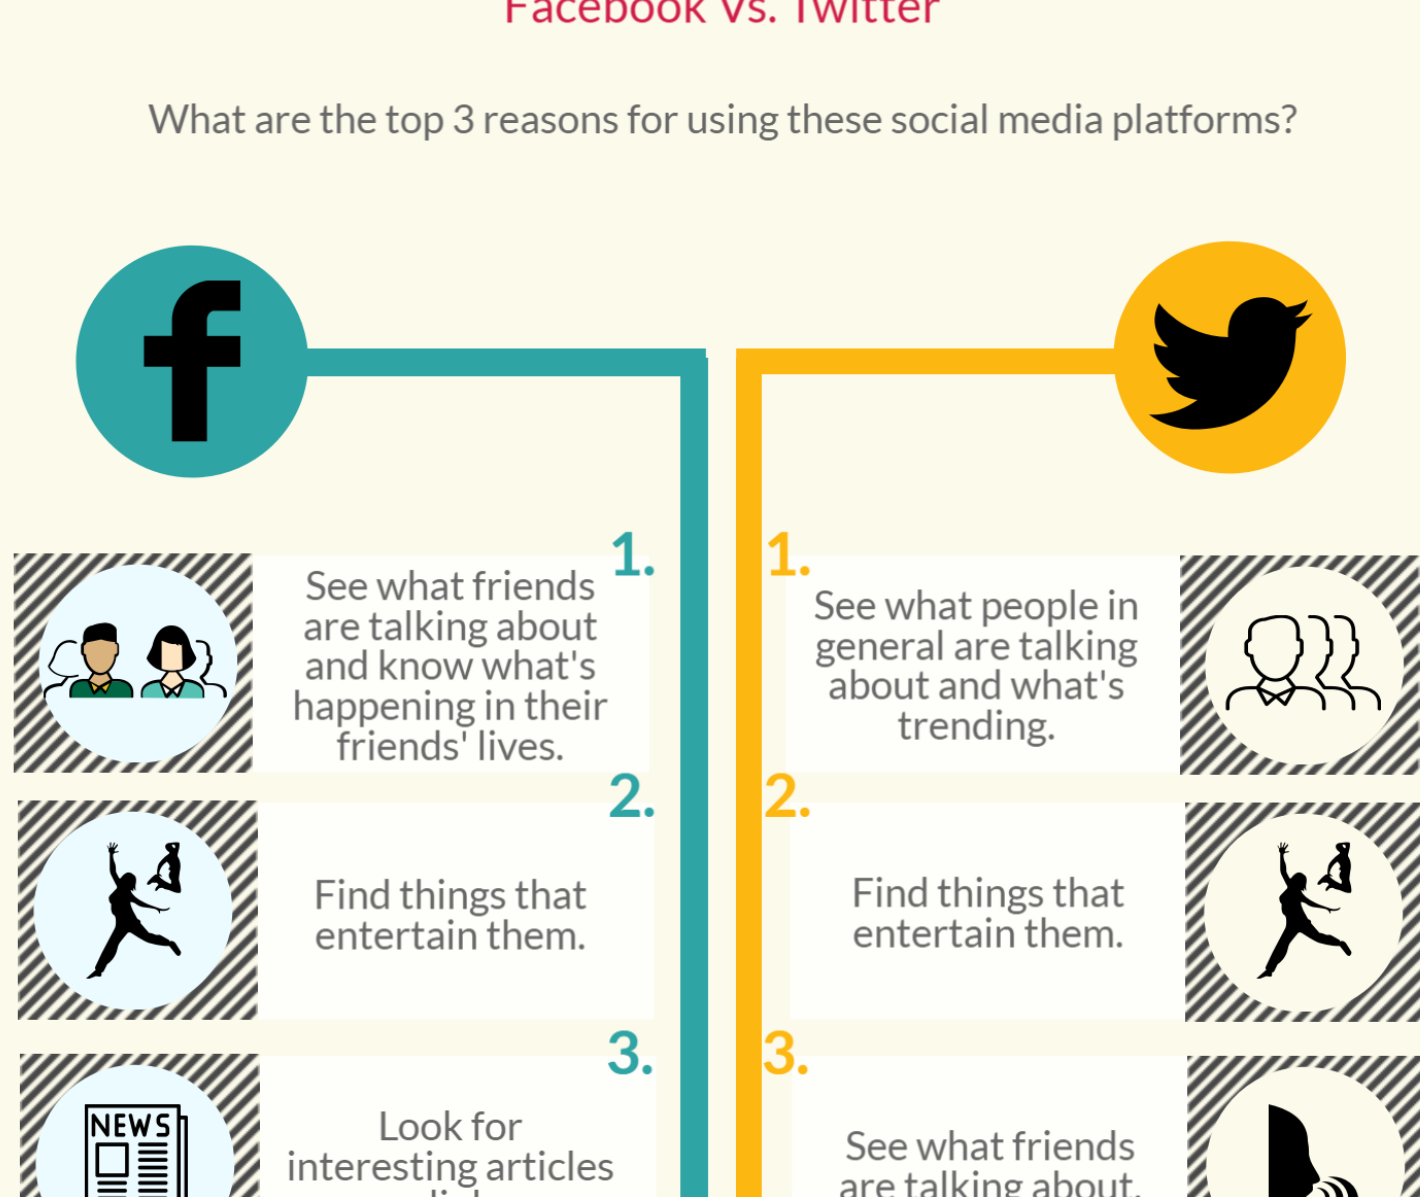 Facebook Vs. Twitter
What are the top 3 reasons for using these social media platforms?
1.
See what friends
are talking about
and know what's
happening in their
friends' lives.
1.
See what people in
general are talking
about and what's
trending.
2.
Find things that
entertain them.
2.
Find things that
entertain them.
3.
NEWS
Look for
interesting articles
3.
See what friends
are talking about.